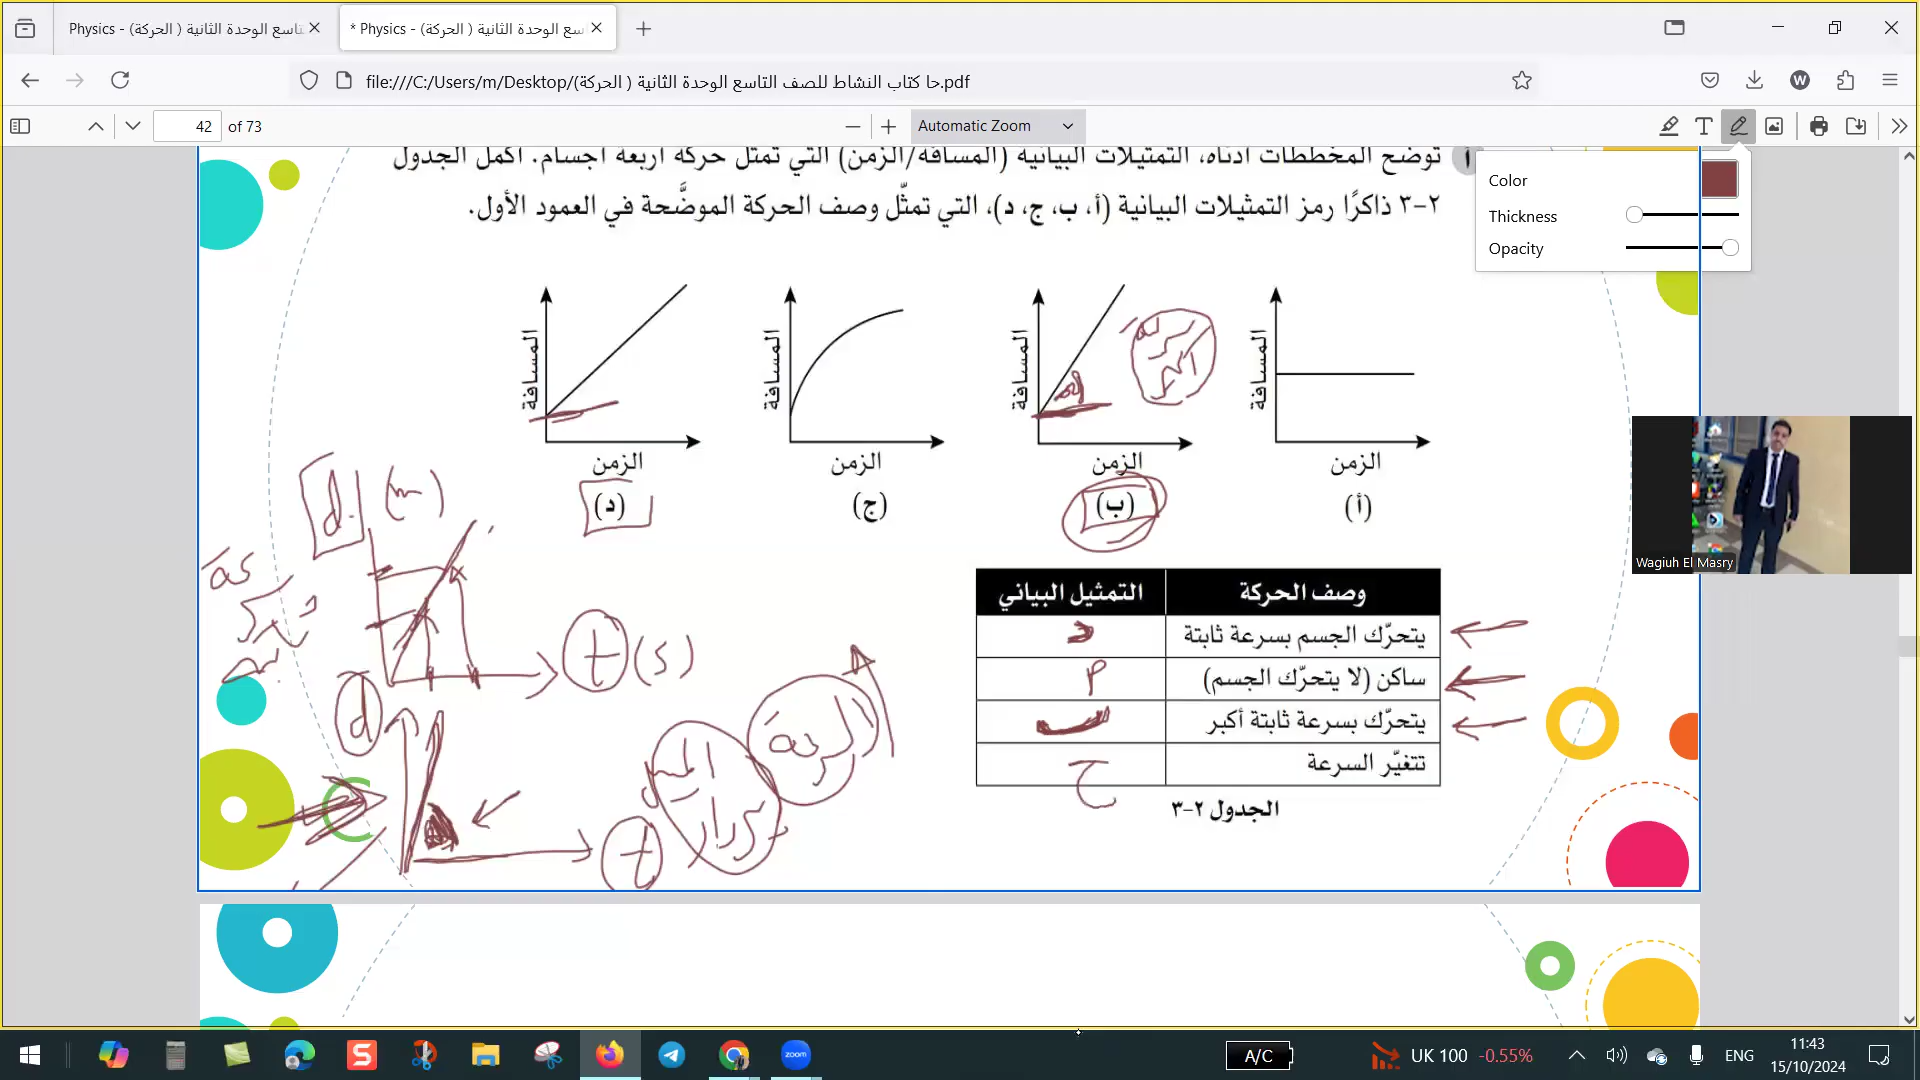 Physics - تاسع الوحدة الثانية ( الحركة)
* Physics - سع الوحدة الثانية ( الحركة)
file:///C:/Users/m/Desktop/حا كتاب النشاط للصف التاسع الوحدة الثانية ( الحركة).pdf
42 of 73
Automatic Zoom
Color
Thickness
Opacity
توضح المخططات أدناه، التمثيلات البيانية (المسافة/الزمن) التي تمثل حركة أربعة أجسام. أكمل الجدول
٢-٣ ذاكرًا رمز التمثيلات البيانية (أ، ب، ج، د)، التي تمثّل وصف الحركة الموضَّحة في العمود الأول.
المسافة المسافة المسافة المسافة
الزمن الزمن الزمن الزمن
(أ) (ب) (ج) (د)
d (m)
t (s)
d
t
وصف الحركة التمثيل البياني
يتحرّك الجسم بسرعة ثابتة د
ساكن (لا يتحرّك الجسم) أ
يتحرّك بسرعة ثابتة أكبر ب
تتغيّر السرعة ج
الجدول ٢-٣
Wagiuh El Masry
zoom
A/C
UK 100 -0.55%
ENG
11:43
15/10/2024